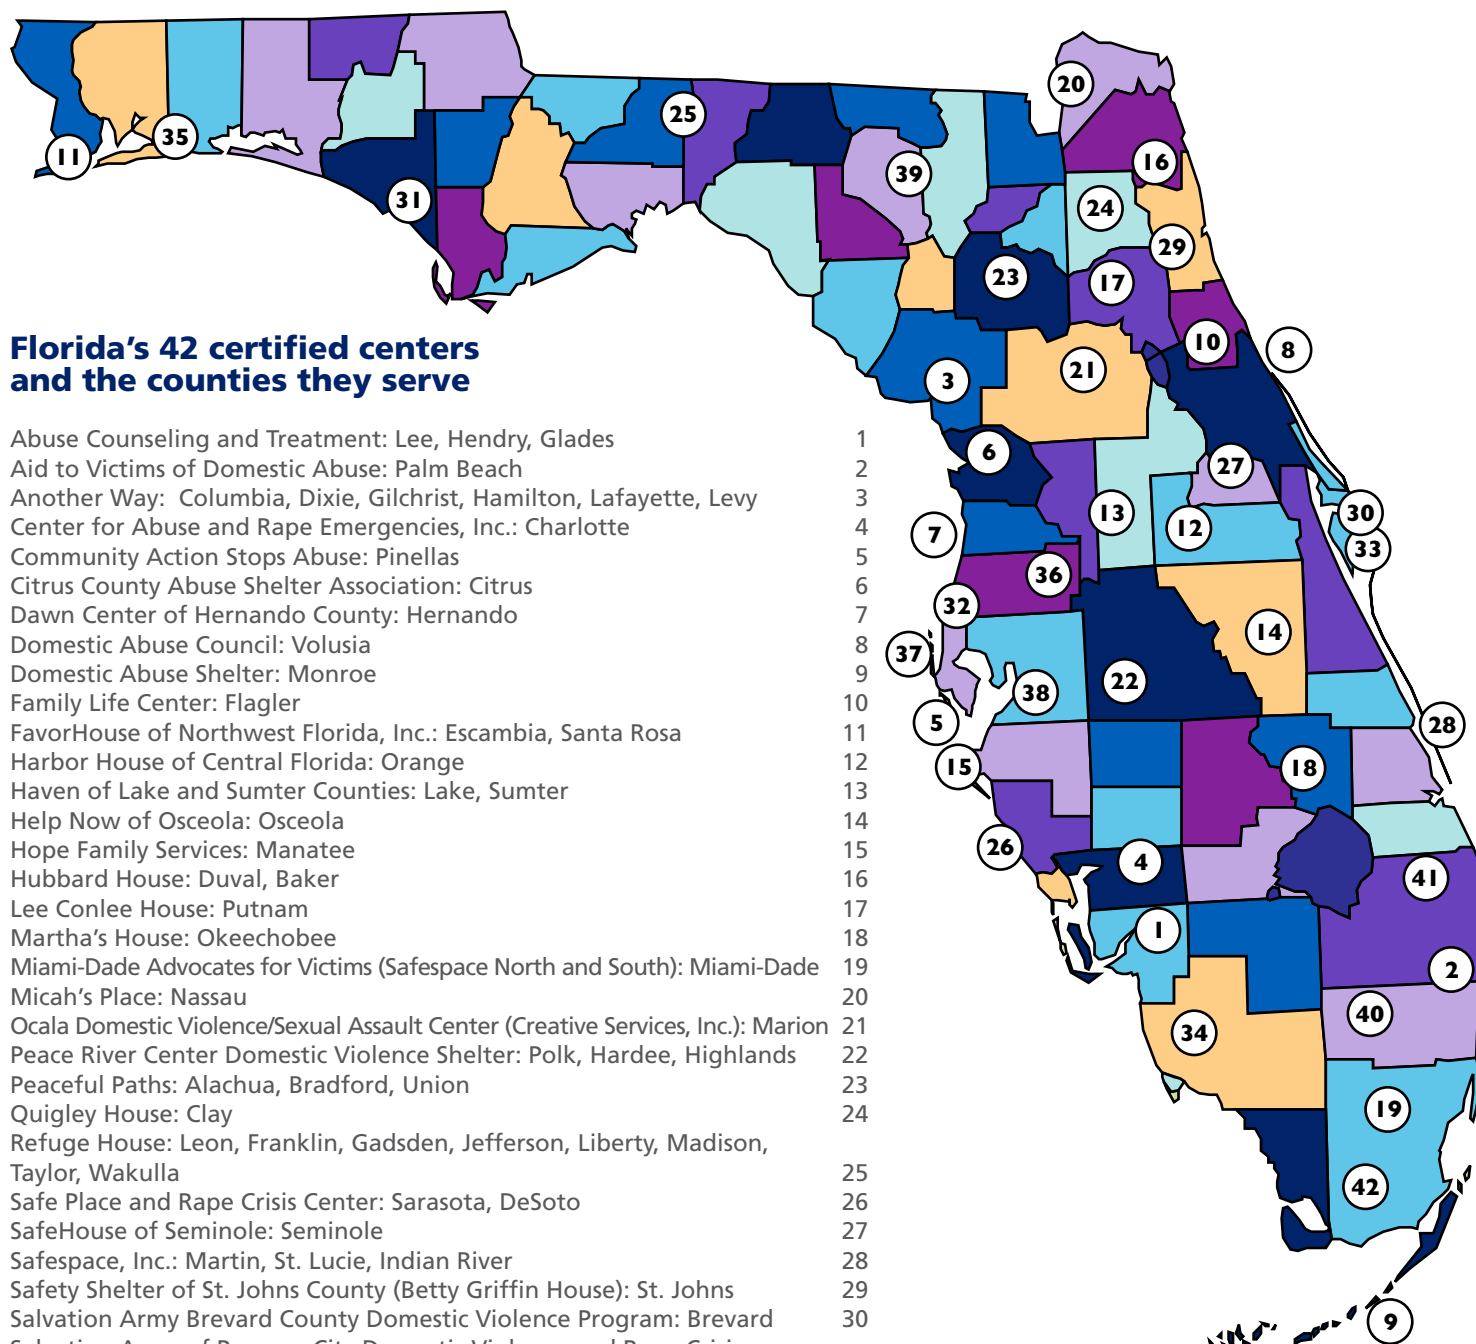 Florida's 42 certified centers
and the counties they serve
Abuse Counseling and Treatment: Lee, Hendry, Glades 1
Aid to Victims of Domestic Abuse: Palm Beach 2
Another Way: Columbia, Dixie, Gilchrist, Hamilton, Lafayette, Levy 3
Center for Abuse and Rape Emergencies, Inc.: Charlotte 4
Community Action Stops Abuse: Pinellas 5
Citrus County Abuse Shelter Association: Citrus 6
Dawn Center of Hernando County: Hernando 7
Domestic Abuse Council: Volusia 8
Domestic Abuse Shelter: Monroe 9
Family Life Center: Flagler 10
FavorHouse of Northwest Florida, Inc.: Escambia, Santa Rosa 11
Harbor House of Central Florida: Orange 12
Haven of Lake and Sumter Counties: Lake, Sumter 13
Help Now of Osceola: Osceola 14
Hope Family Services: Manatee 15
Hubbard House: Duval, Baker 16
Lee Conlee House: Putnam 17
Martha's House: Okeechobee 18
Miami-Dade Advocates for Victims (Safespace North and South): Miami-Dade 19
Micah's Place: Nassau 20
Ocala Domestic Violence/Sexual Assault Center (Creative Services, Inc.): Marion 21
Peace River Center Domestic Violence Shelter: Polk, Hardee, Highlands 22
Peaceful Paths: Alachua, Bradford, Union 23
Quigley House: Clay 24
Refuge House: Leon, Franklin, Gadsden, Jefferson, Liberty, Madison,
Taylor, Wakulla 25
Safe Place and Rape Crisis Center: Sarasota, DeSoto 26
SafeHouse of Seminole: Seminole 27
Safespace, Inc.: Martin, St. Lucie, Indian River 28
Safety Shelter of St. Johns County (Betty Griffin House): St. Johns 29
Salvation Army Brevard County Domestic Violence Program: Brevard 30
20
25
35
11
16
39
31
24
29
23
17
10
8
21
3
6
27
13
30
12
7
33
36
32
14
37
22
38
5
28
15
18
26
4
41
1
2
40
34
19
42
9